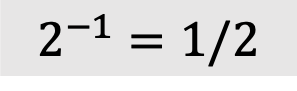 2⁻¹ = 1/2